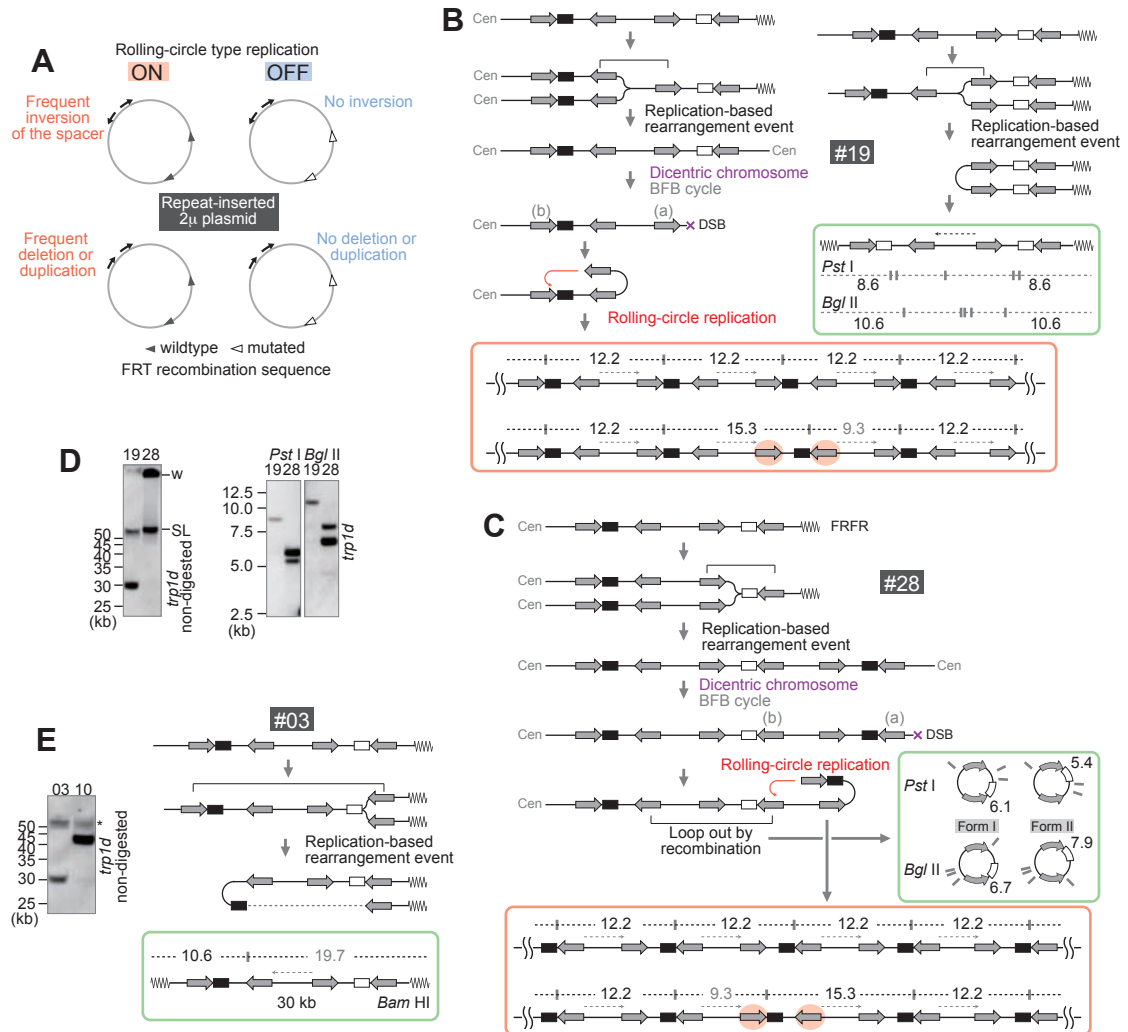 A
Rolling-circle type replication
ON
OFF
Frequent
inversion
of the spacer
No inversion
Repeat-inserted
2μ plasmid
Frequent
deletion or
duplication
No deletion or
duplication
wildtype
mutated
FRT recombination sequence
B
Cen
Cen
Cen
Replication-based
rearrangement event
Cen
Cen
Dicentric chromosome
BFB cycle
(b)
(a)
Cen
DSB
Cen
Rolling-circle replication
#19
Replication-based
rearrangement event
Pst I
8.6
8.6
Bgl II
10.6
10.6
12.2
12.2
12.2
12.2
12.2
15.3
9.3
12.2
D
19 28
w
SL
50
45
35
30
25
(kb)
trp1d
non-digested
Pst I
Bgl II
19 28
19 28
12.5
10.0
7.5
5.0
2.5
(kb)
trp1d
C
Cen
FRFR
#28
Cen
Cen
Replication-based
rearrangement event
Cen
Cen
Dicentric chromosome
BFB cycle
(b)
(a)
Cen
DSB
Rolling-circle replication
Cen
Loop out by
recombination
Pst I
6.1
5.4
Form I
Form II
Bgl II
6.7
7.9
12.2
12.2
12.2
12.2
12.2
9.3
15.3
12.2
E
03 10
*
50
45
40
35
30
25
(kb)
trp1d
non-digested
#03
Replication-based
rearrangement event
10.6
19.7
30 kb
Bam HI